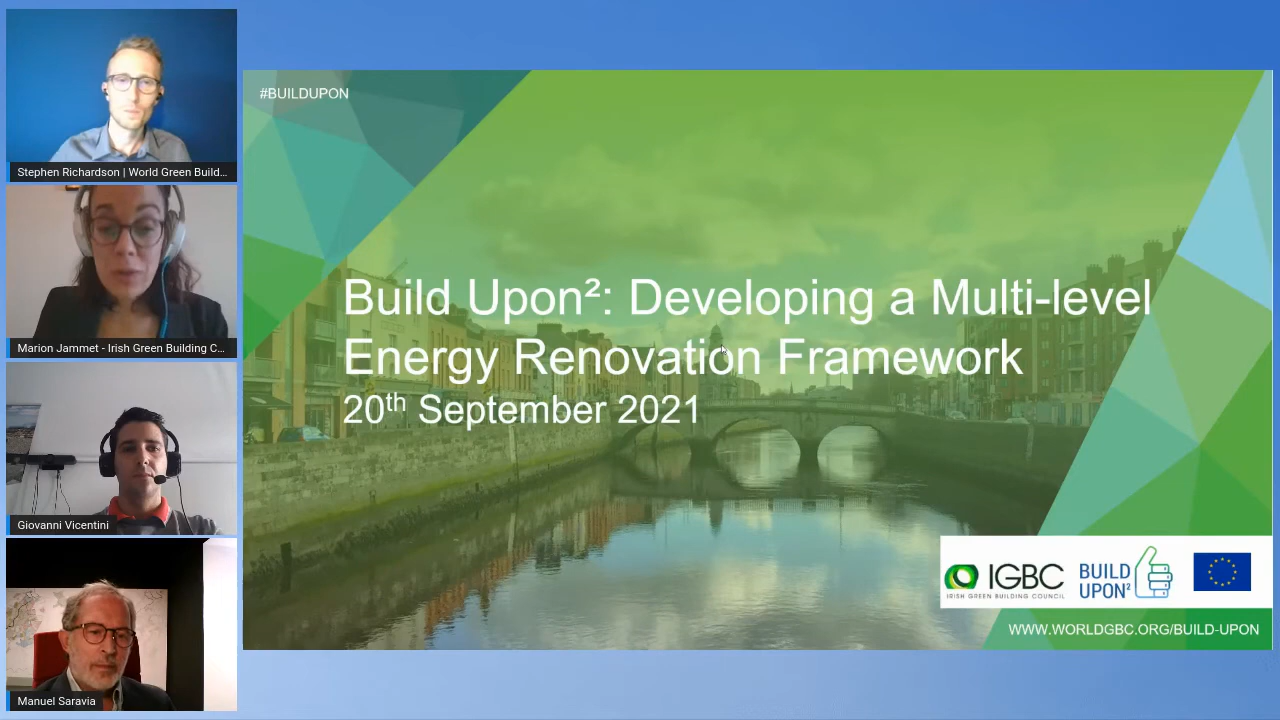 Stephen Richardson | World Green Build...
Marion Jammet - Irish Green Building C...
Giovanni Vicentini
Manuel Saravia
#BUILDUPON
Build Upon²: Developing a Multi-level
Energy Renovation Framework
20th September 2021
IGBC
IRISH GREEN BUILDING COUNCIL
BUILD
UPON²
WWW.WORLDGBC.ORG/BUILD-UPON